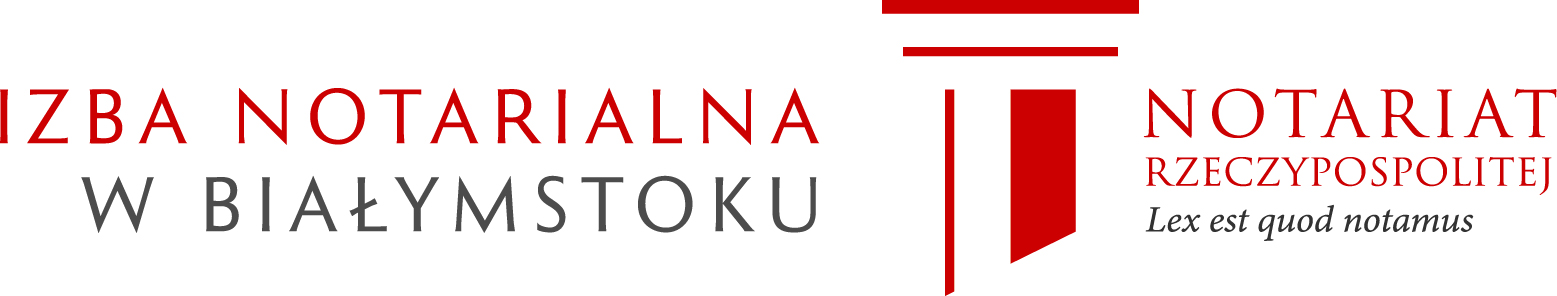 IZBA NOTARIALNA
W BIAŁYMSTOKU
NOTARIAT
RZECZYPOSPOLITEJ
Lex est quod notamus